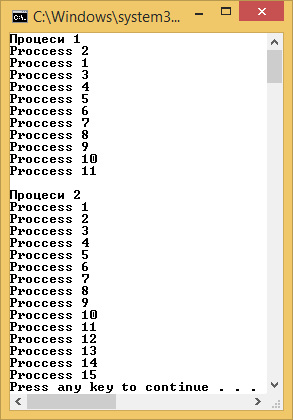 C:\Windows\system3...
Процеси 1
Proccess 2
Proccess 1
Proccess 3
Proccess 4
Proccess 5
Proccess 6
Proccess 7
Proccess 8
Proccess 9
Proccess 10
Proccess 11
Процеси 2
Proccess 1
Proccess 2
Proccess 3
Proccess 4
Proccess 5
Proccess 6
Proccess 7
Proccess 8
Proccess 9
Proccess 10
Proccess 11
Proccess 12
Proccess 13
Proccess 14
Proccess 15
Press any key to continue . . .